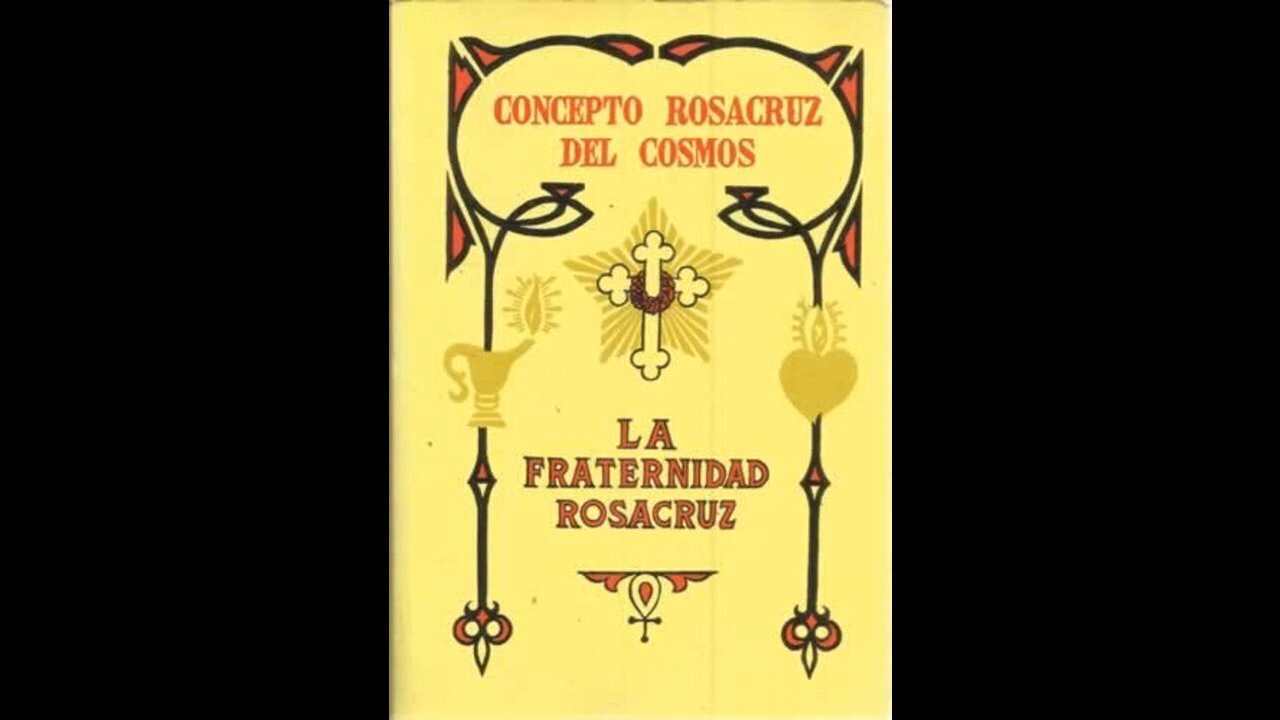 CONCEPTO ROSACRUZ
DEL COSMOS
LA
FRATERNIDAD
ROSACRUZ